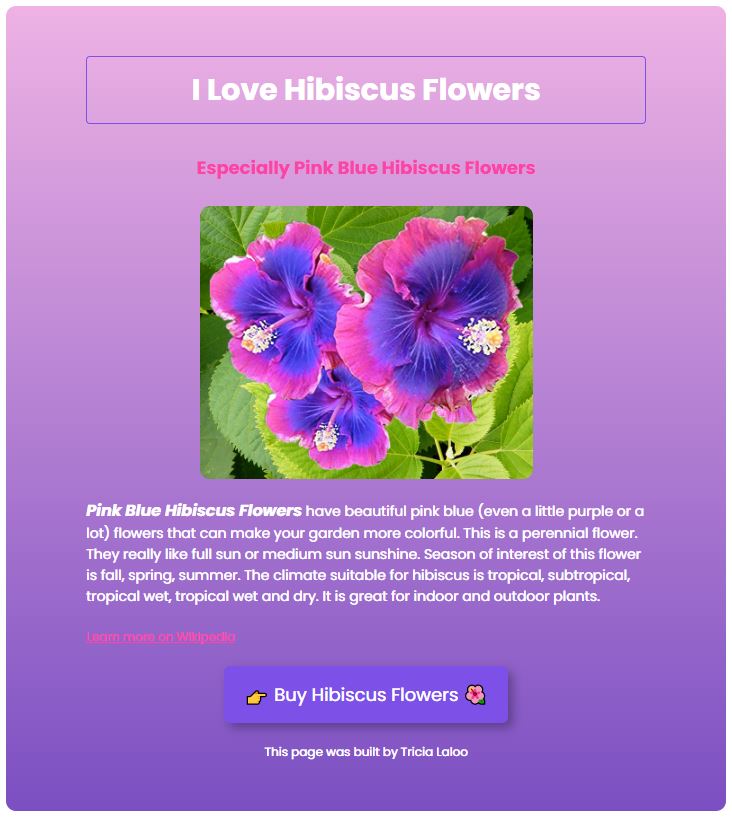 I Love Hibiscus Flowers
Especially Pink Blue Hibiscus Flowers
Pink Blue Hibiscus Flowers have beautiful pink blue (even a little purple or a
lot) flowers that can make your garden more colorful. This is a perennial flower.
They really like full sun or medium sun sunshine. Season of interest of this flower
is fall, spring, summer. The climate suitable for hibiscus is tropical, subtropical,
tropical wet, tropical wet and dry. It is great for indoor and outdoor plants.
Learn more on Wikipedia
👉 Buy Hibiscus Flowers 🌺
This page was built by Tricia Laloo